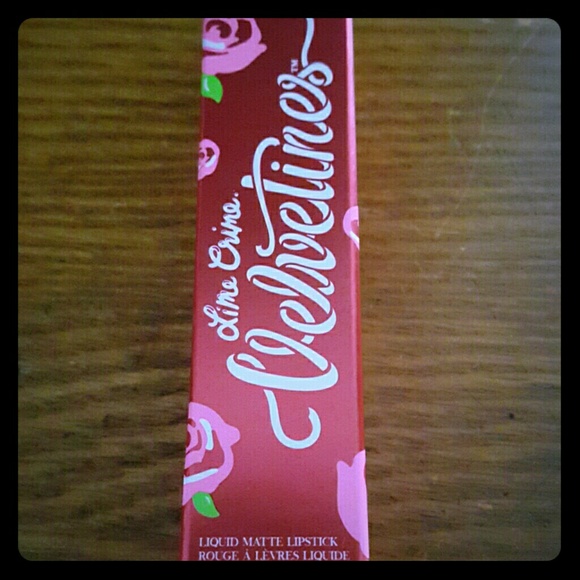 Lime Crime.
Velvetines™
LIQUID MATTE LIPSTICK
ROUGE À LÈVRES LIQUIDE